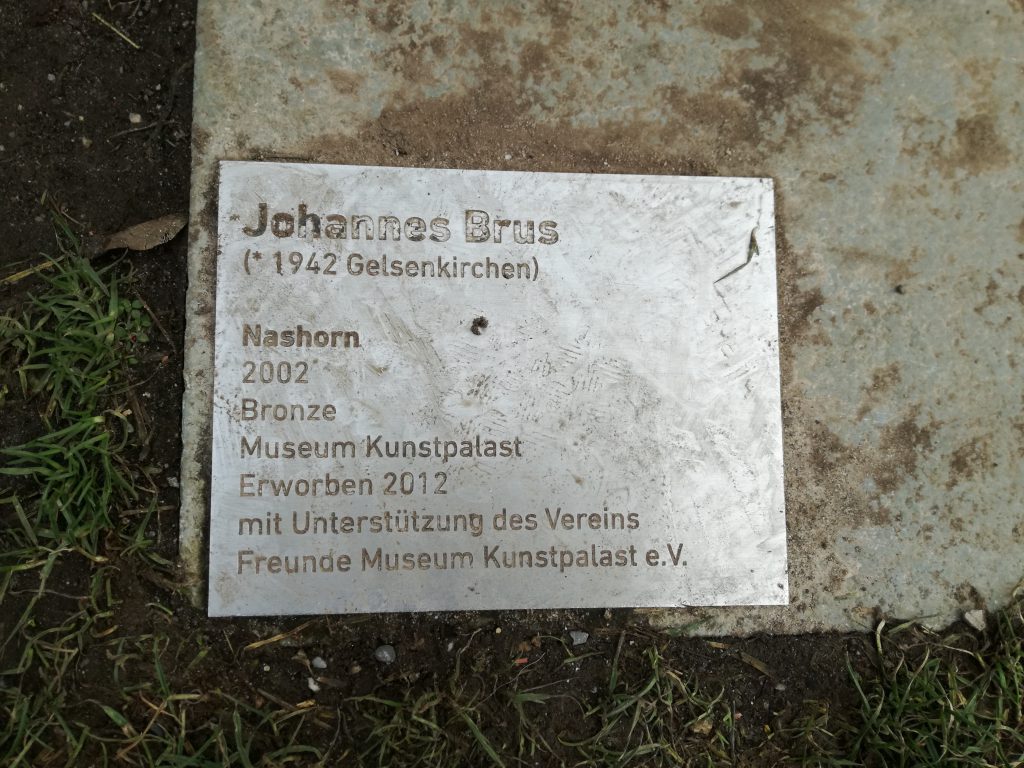 Johannes Brus
(* 1942 Gelsenkirchen)
Nashorn
2002
Bronze
Museum Kunstpalast
Erworben 2012
mit Unterstützung des Vereins
Freunde Museum Kunstpalast e.V.